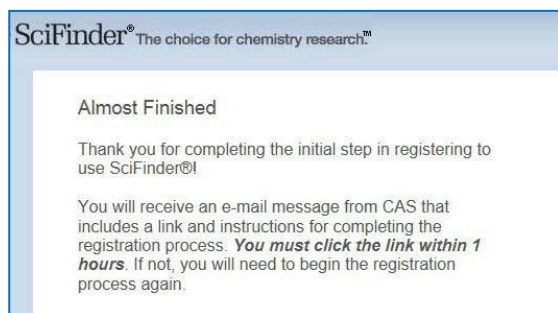 SciFinder® The choice for chemistry research.™
Almost Finished
Thank you for completing the initial step in registering to
use SciFinder®!
You will receive an e-mail message from CAS that
includes a link and instructions for completing the
registration process. You must click the link within 1
hours. If not, you will need to begin the registration
process again.